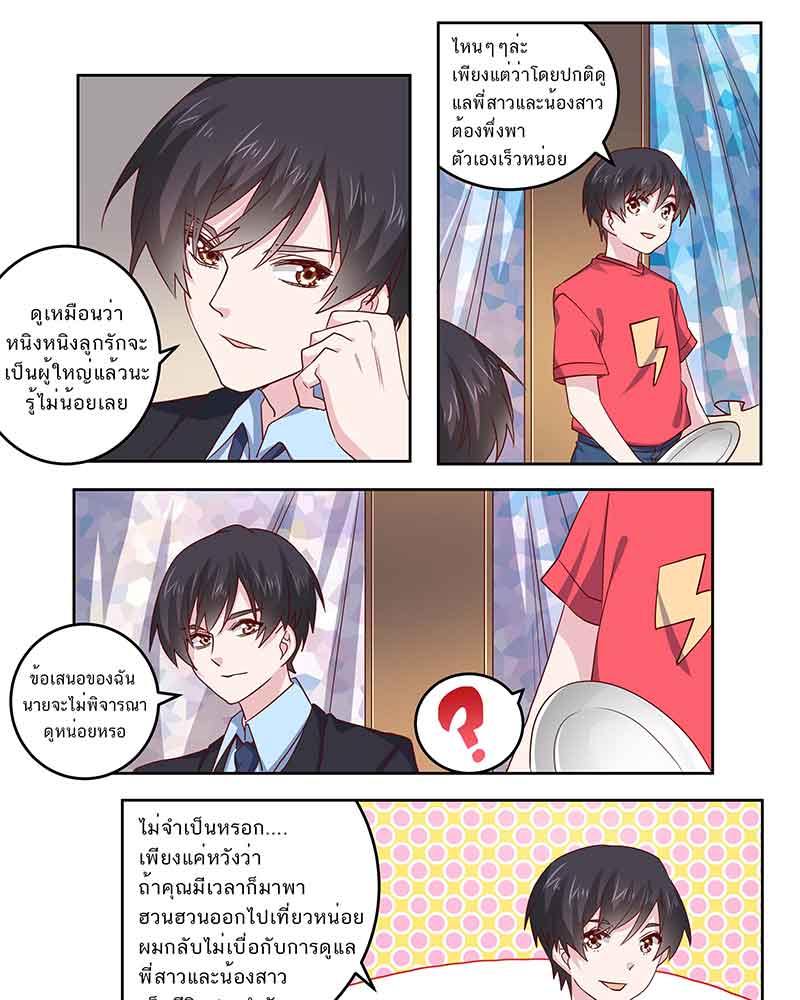 ดูเหมือนว่า
หนิงหนิงลูกรักจะ
เป็นผู้ใหญ่แล้วนะ
รู้ไม่น้อยเลย
ไหนๆๆล่ะ
เพียงแต่ว่าโดยปกติดู
แลพี่สาวและน้องสาว
ต้องพึ่งพา
ตัวเองเร็วหน่อย
ข้อเสนอของฉัน
นายจะไม่พิจารณา
ดูหน่อยหรอ
?
ไม่จำเป็นหรอก....
เพียงแค่หวังว่า
ถ้าคุณมีเวลาก็มาพา
ฮวนฮวนออกไปเที่ยวหน่อย
ผมกลับไม่เบื่อกับการดูแล
พี่สาวและน้องสาว